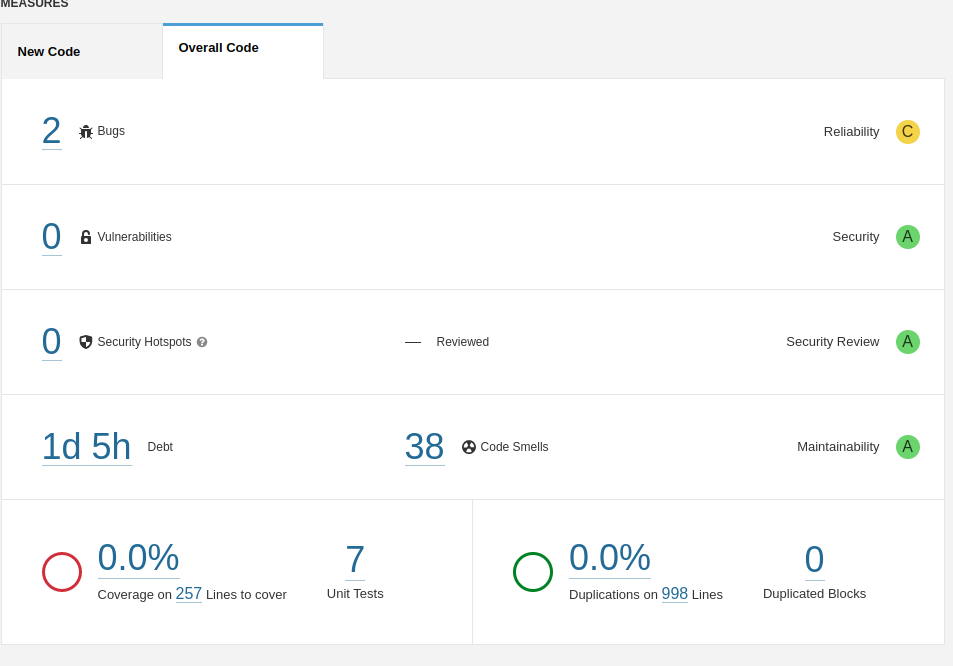 MEASURES
New Code
Overall Code
2 Bugs Reliability C
0 Vulnerabilities Security A
0 Security Hotspots ? — Reviewed Security Review A
1d 5h Debt 38 Code Smells Maintainability A
0.0% 7 0.0% 0
Coverage on 257 Lines to cover Unit Tests Duplications on 998 Lines Duplicated Blocks